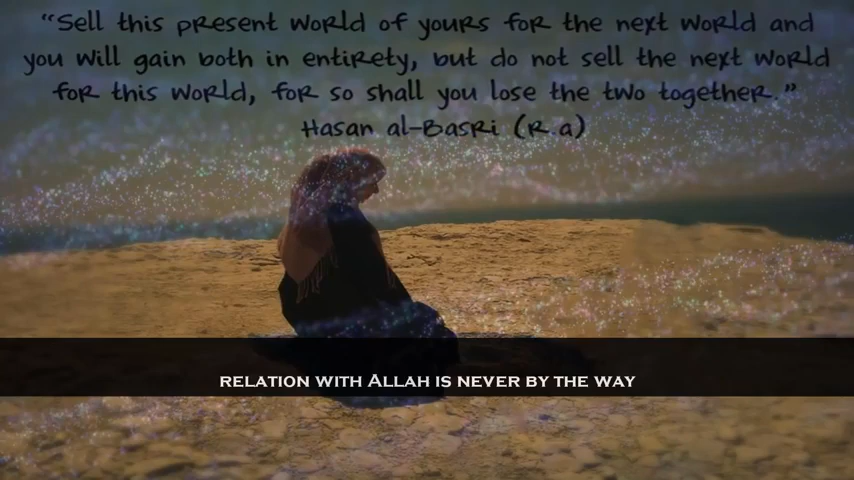 “Sell this present world of yours for the next world and
you will gain both in entirety, but do not sell the next world
for this world, for so shall you lose the two together.”
Hasan al-Basri (r.a)
RELATION WITH ALLAH IS NEVER BY THE WAY